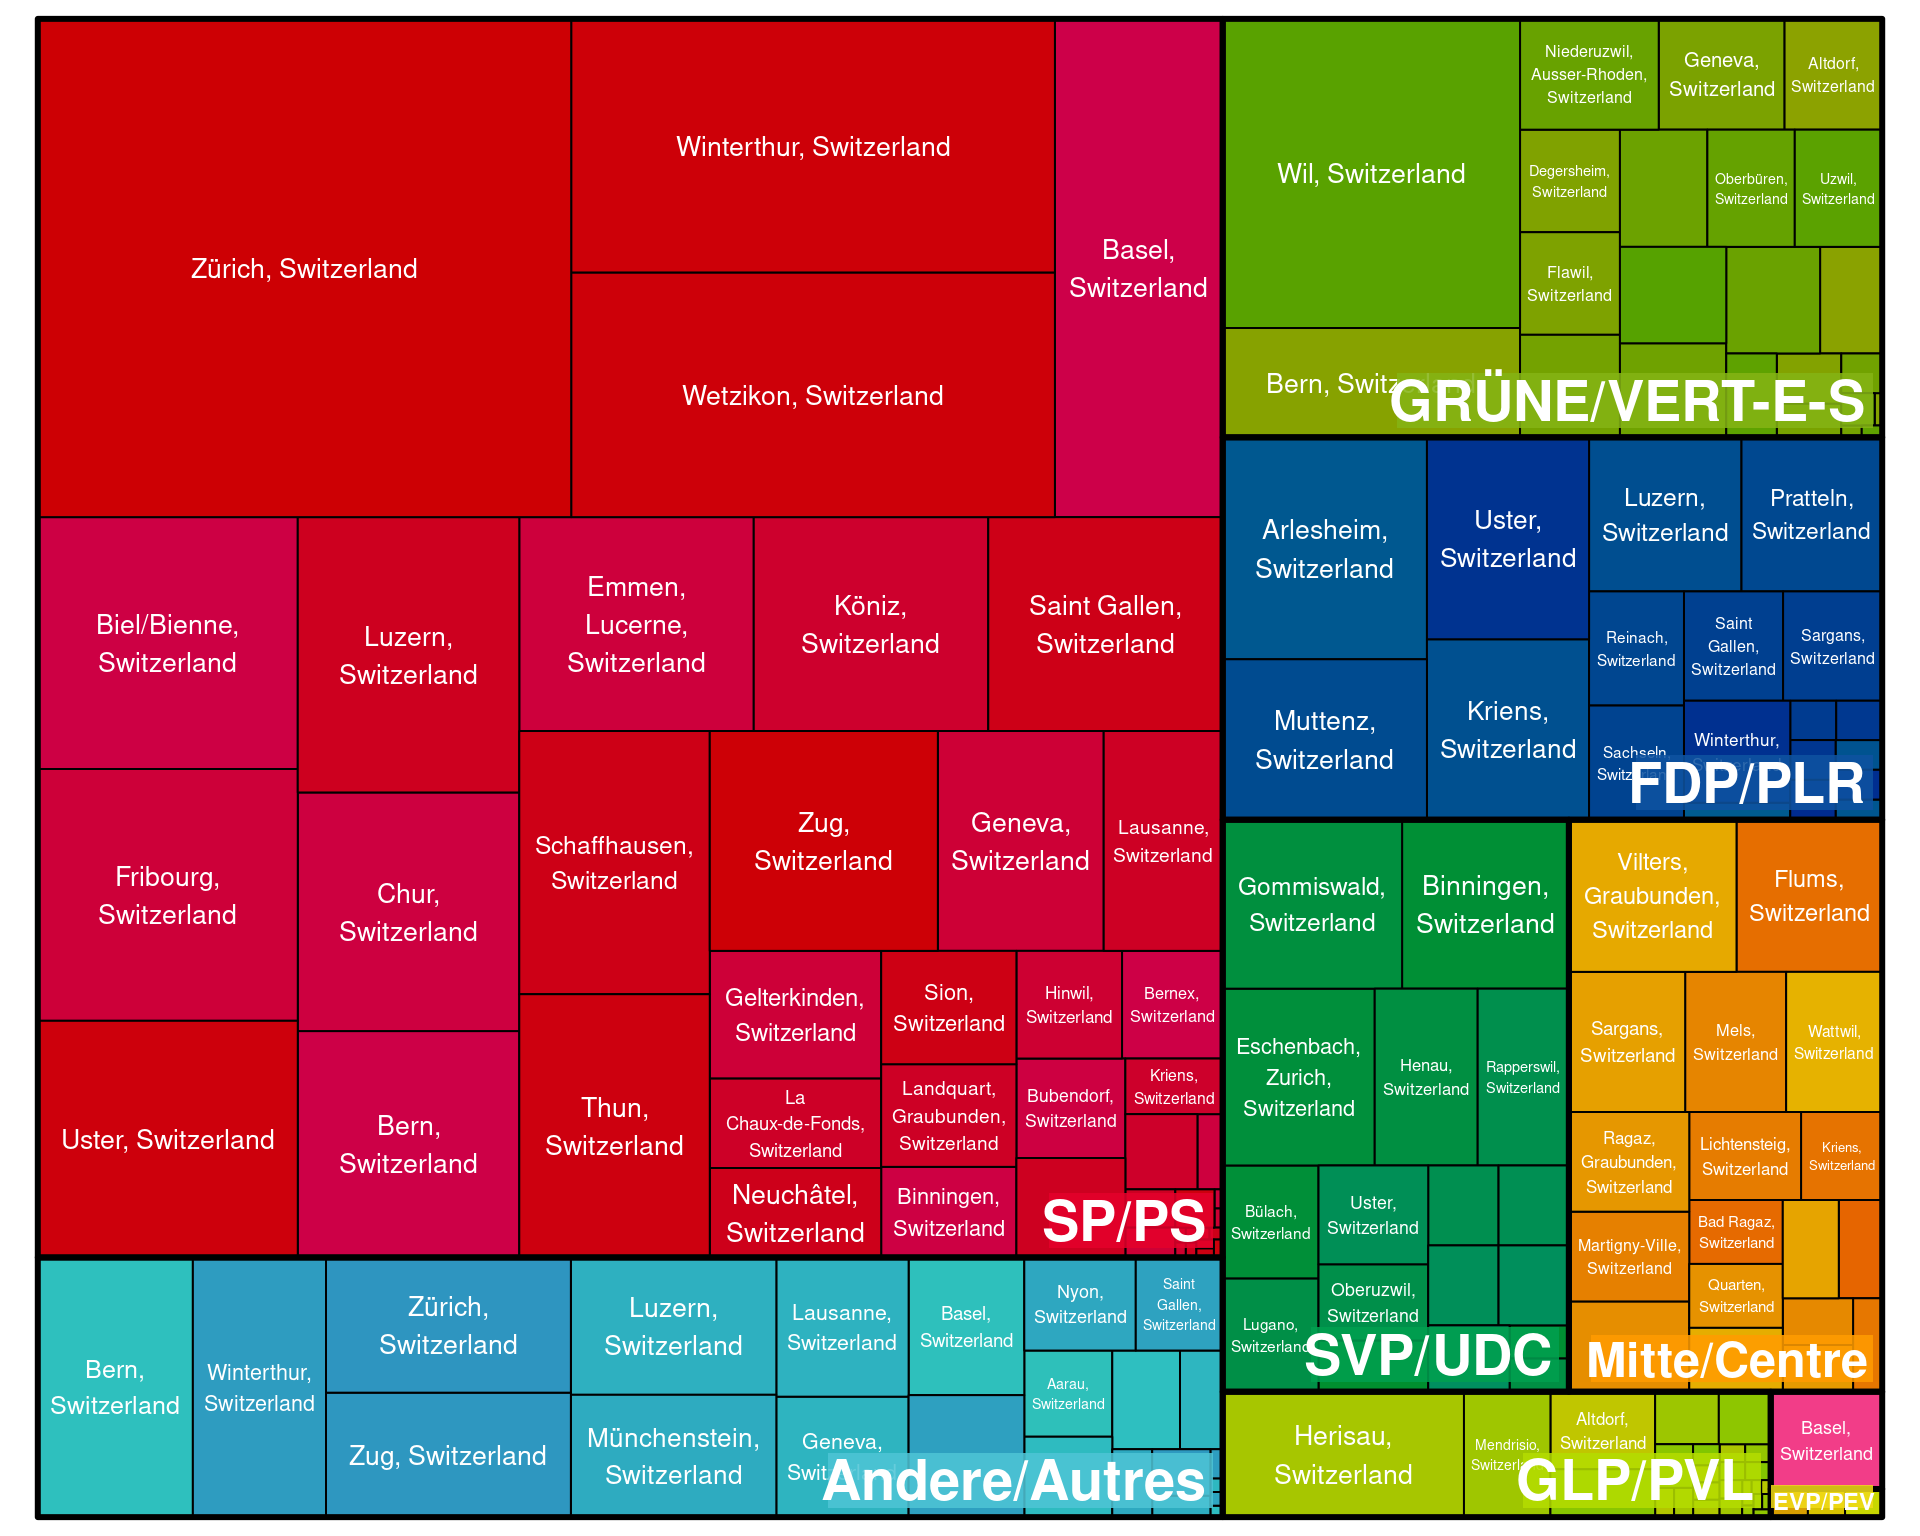 Zürich, Switzerland
Winterthur, Switzerland
Wetzikon, Switzerland
Basel,
Switzerland
Biel/Bienne,
Switzerland
Fribourg,
Switzerland
Uster, Switzerland
Luzern,
Switzerland
Chur,
Switzerland
Bern,
Switzerland
Emmen,
Lucerne,
Switzerland
Köniz,
Switzerland
Saint Gallen,
Switzerland
Schaffhausen,
Switzerland
Thun,
Switzerland
Zug,
Switzerland
Geneva,
Switzerland
Lausanne,
Switzerland
Gelterkinden,
Switzerland
La
Chaux-de-Fonds,
Switzerland
Neuchâtel,
Switzerland
Sion,
Switzerland
Landquart,
Graubunden,
Switzerland
Binningen,
Switzerland
Hinwil,
Switzerland
Bernex,
Switzerland
Bubendorf,
Switzerland
Kriens,
Switzerland
SP/PS
Bern,
Switzerland
Winterthur,
Switzerland
Zürich,
Switzerland
Zug, Switzerland
Luzern,
Switzerland
Münchenstein,
Switzerland
Lausanne,
Switzerland
Geneva,
Switzerland
Basel,
Switzerland
Nyon,
Switzerland
Saint
Gallen,
Switzerland
Aarau,
Switzerland
Andere/Autres
Wil, Switzerland
Bern, Switzerland
Niederuzwil,
Ausser-Rhoden,
Switzerland
Geneva,
Switzerland
Altdorf,
Switzerland
Degersheim,
Switzerland
Oberbüren,
Switzerland
Uzwil,
Switzerland
Flawil,
Switzerland
GRÜNE/VERT-E-S
Arlesheim,
Switzerland
Muttenz,
Switzerland
Uster,
Switzerland
Kriens,
Switzerland
Luzern,
Switzerland
Pratteln,
Switzerland
Reinach,
Switzerland
Saint
Gallen,
Switzerland
Sargans,
Switzerland
Sachseln,
Switzerland
Winterthur,
Switzerland
FDP/PLR
Gommiswald,
Switzerland
Binningen,
Switzerland
Eschenbach,
Zurich,
Switzerland
Henau,
Switzerland
Rapperswil,
Switzerland
Bülach,
Switzerland
Lugano,
Switzerland
Uster,
Switzerland
Oberuzwil,
Switzerland
SVP/UDC
Vilters,
Graubunden,
Switzerland
Flums,
Switzerland
Sargans,
Switzerland
Mels,
Switzerland
Wattwil,
Switzerland
Ragaz,
Graubunden,
Switzerland
Lichtensteig,
Switzerland
Kriens,
Switzerland
Martigny-Ville,
Switzerland
Bad Ragaz,
Switzerland
Quarten,
Switzerland
Mitte/Centre
Herisau,
Switzerland
Mendrisio,
Switzerland
Altdorf,
Switzerland
GLP/PVL
Basel,
Switzerland
EVP/PEV